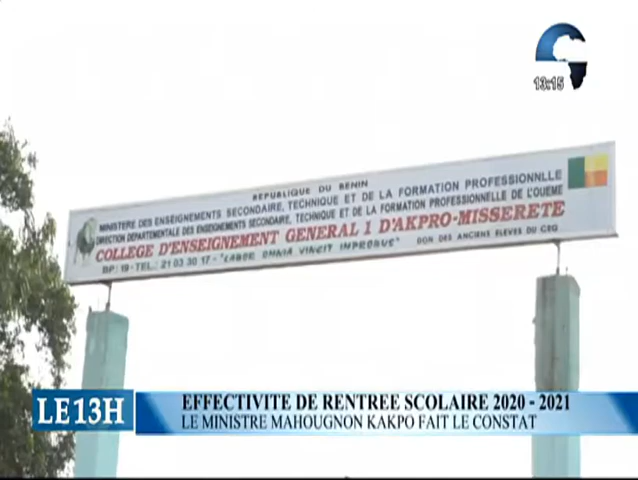 13:15
REPUBLIQUE DU BENIN
MINISTERE DES ENSEIGNEMENTS SECONDAIRE, TECHNIQUE ET DE LA FORMATION PROFESSIONNLLE
DIRECTION DEPARTEMENTALE DES ENSEIGNEMENTS SECONDAIRE, TECHNIQUE ET DE LA FORMATION PROFESSIONNELLE DE L'OUEME
COLLEGE D'ENSEIGNEMENT GENERAL 1 D'AKPRO-MISSERETE
BP: 19 - TEL.: 21 03 30 17 - "LABOR OMNIA VINCIT IMPROBUS" DON DES ANCIENS ELEVES DU CEG
LE13H
EFFECTIVITE DE RENTREE SCOLAIRE 2020 - 2021
LE MINISTRE MAHOUGNON KAKPO FAIT LE CONSTAT